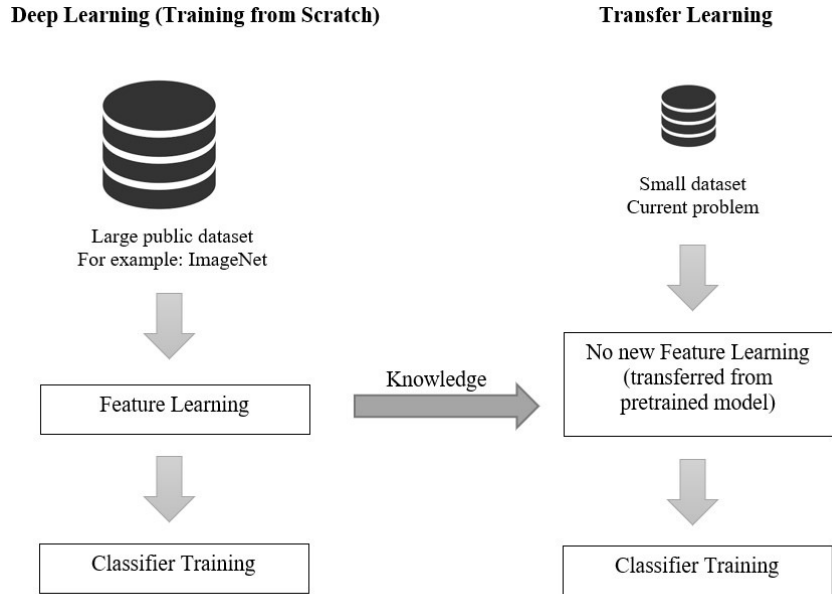 Deep Learning (Training from Scratch)
Large public dataset
For example: ImageNet
Feature Learning
Classifier Training
Knowledge
Transfer Learning
Small dataset
Current problem
No new Feature Learning
(transferred from
pretrained model)
Classifier Training